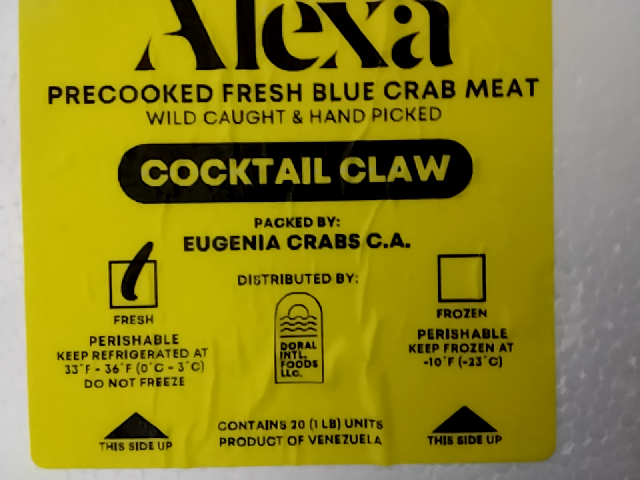 Alexa
PRECOOKED FRESH BLUE CRAB MEAT
WILD CAUGHT & HAND PICKED
COCKTAIL CLAW
PACKED BY:
EUGENIA CRABS C.A.
DISTRIBUTED BY:
DORAL
INTL.
FOODS
LLC.
FRESH
PERISHABLE
KEEP REFRIGERATED AT
33°F - 36°F (0°C - 3°C)
DO NOT FREEZE
FROZEN
PERISHABLE
KEEP FROZEN AT
-10°F (-23°C)
THIS SIDE UP
CONTAINS 20 (1 LB) UNITS
PRODUCT OF VENEZUELA
THIS SIDE UP